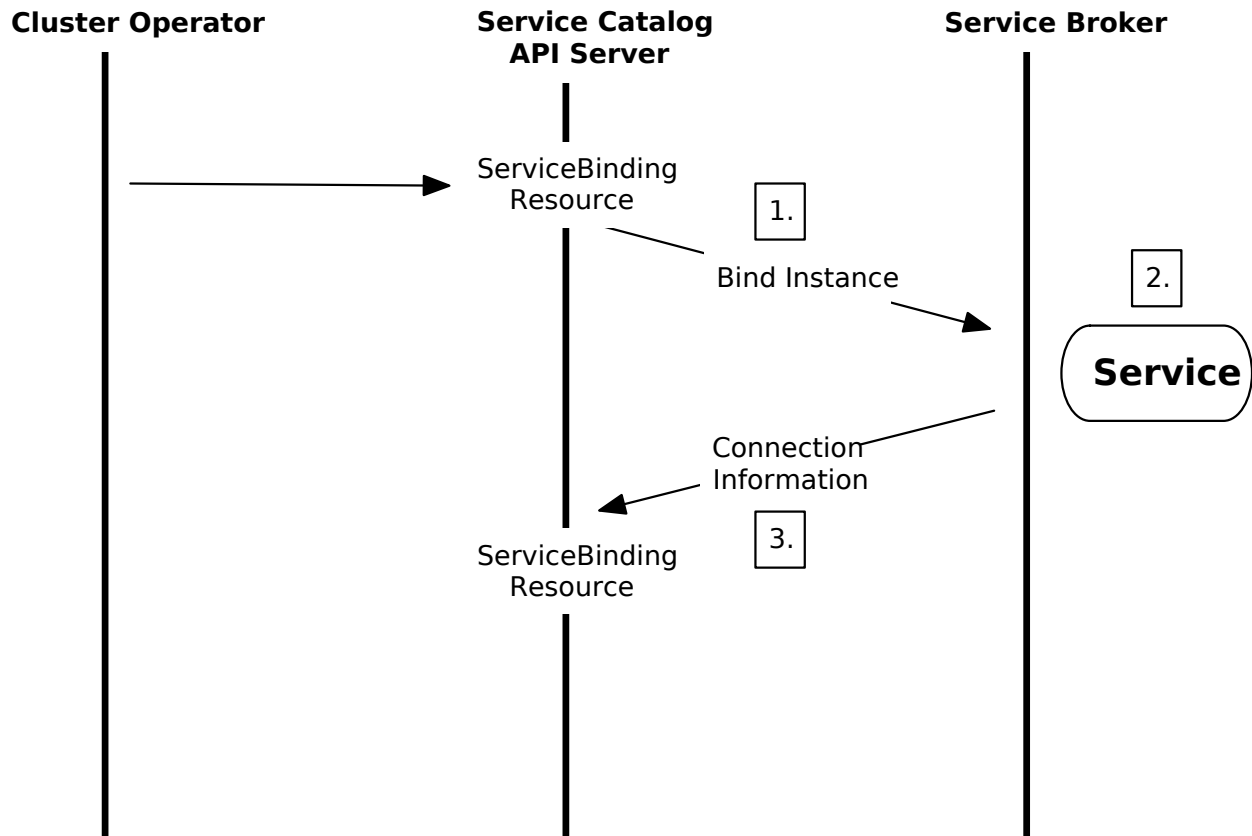 Cluster Operator
Service Catalog
API Server
Service Broker
ServiceBinding
Resource
1.
Bind Instance
2.
Service
Connection
Information
3.
ServiceBinding
Resource